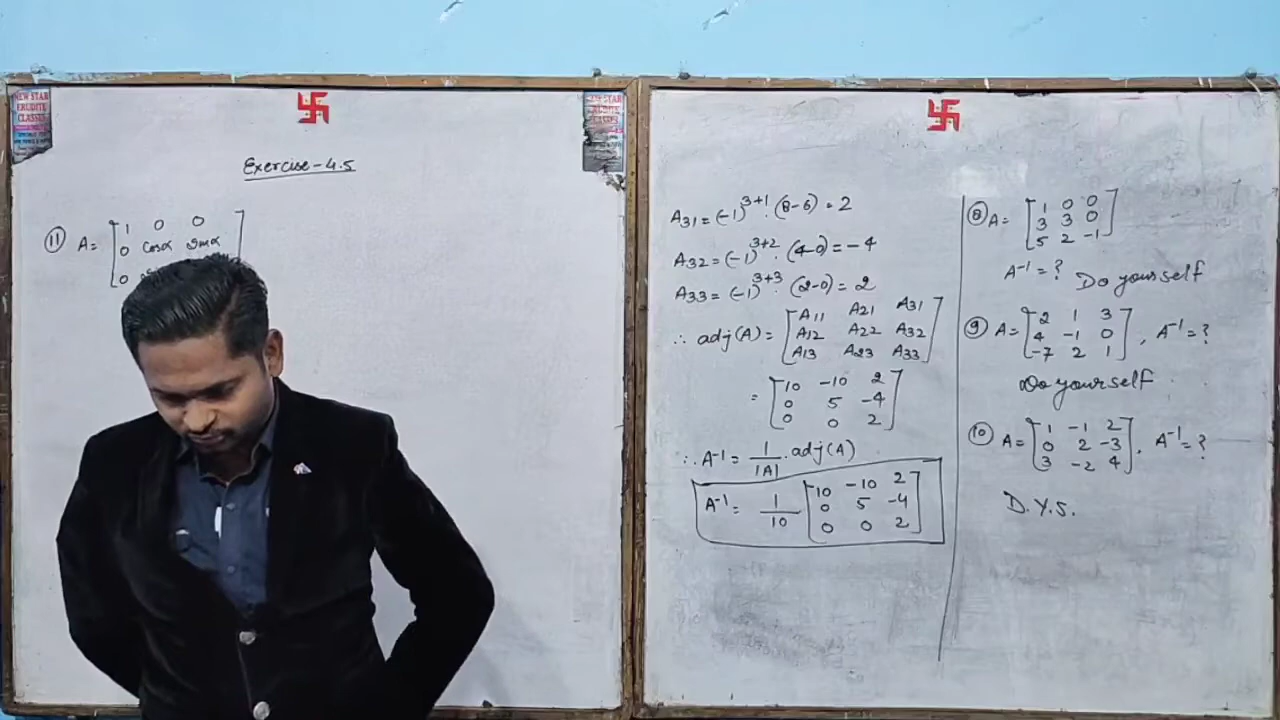 NEW STAR
ERUDITE
CLASSES
Exercise-4.5
⑪ A= [1 0 0
0 cosα sinα
0
A31=(-1)^3+1.(8-6)=2
A32=(-1)^3+2.(4-0)=-4
A33=(-1)^3+3.(2-0)=2
∴ adj(A)= [A11 A21 A31
A12 A22 A32
A13 A23 A33]
= [10 -10 2
0 5 -4
0 0 2]
∴ A^-1= 1/|A| . adj(A)
A^-1= 1/10 [10 -10 2
0 5 -4
0 0 2]
⑧ A= [1 0 0
3 3 0
5 2 -1]
A^-1=? Do yourself
⑨ A= [2 1 3
4 -1 0
-7 2 1], A^-1=?
Do yourself
⑩ A= [1 -1 2
0 2 -3
3 -2 4], A^-1=?
D.Y.S.